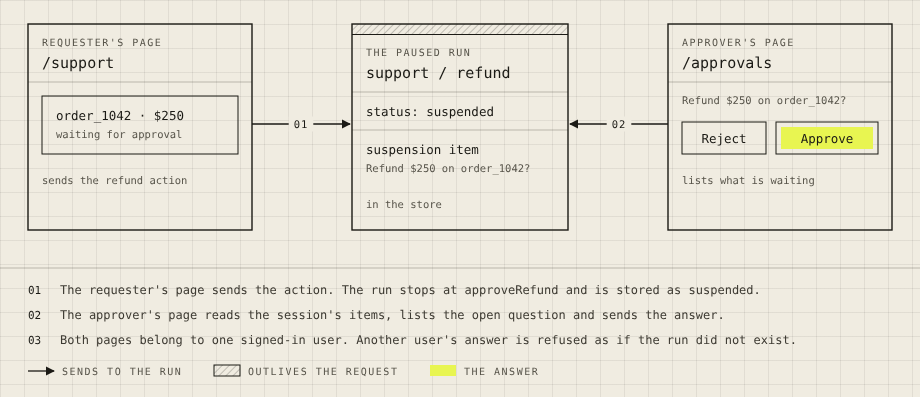 REQUESTER'S PAGE
/support
order_1042 · $250
waiting for approval
sends the refund action
01
THE PAUSED RUN
support / refund
status: suspended
suspension item
Refund $250 on order_1042?
in the store
02
APPROVER'S PAGE
/approvals
Refund $250 on order_1042?
Reject
Approve
lists what is waiting
01 The requester's page sends the action. The run stops at approveRefund and is stored as suspended.
02 The approver's page reads the session's items, lists the open question and sends the answer.
03 Both pages belong to one signed-in user. Another user's answer is refused as if the run did not exist.
SENDS TO THE RUN
OUTLIVES THE REQUEST
THE ANSWER